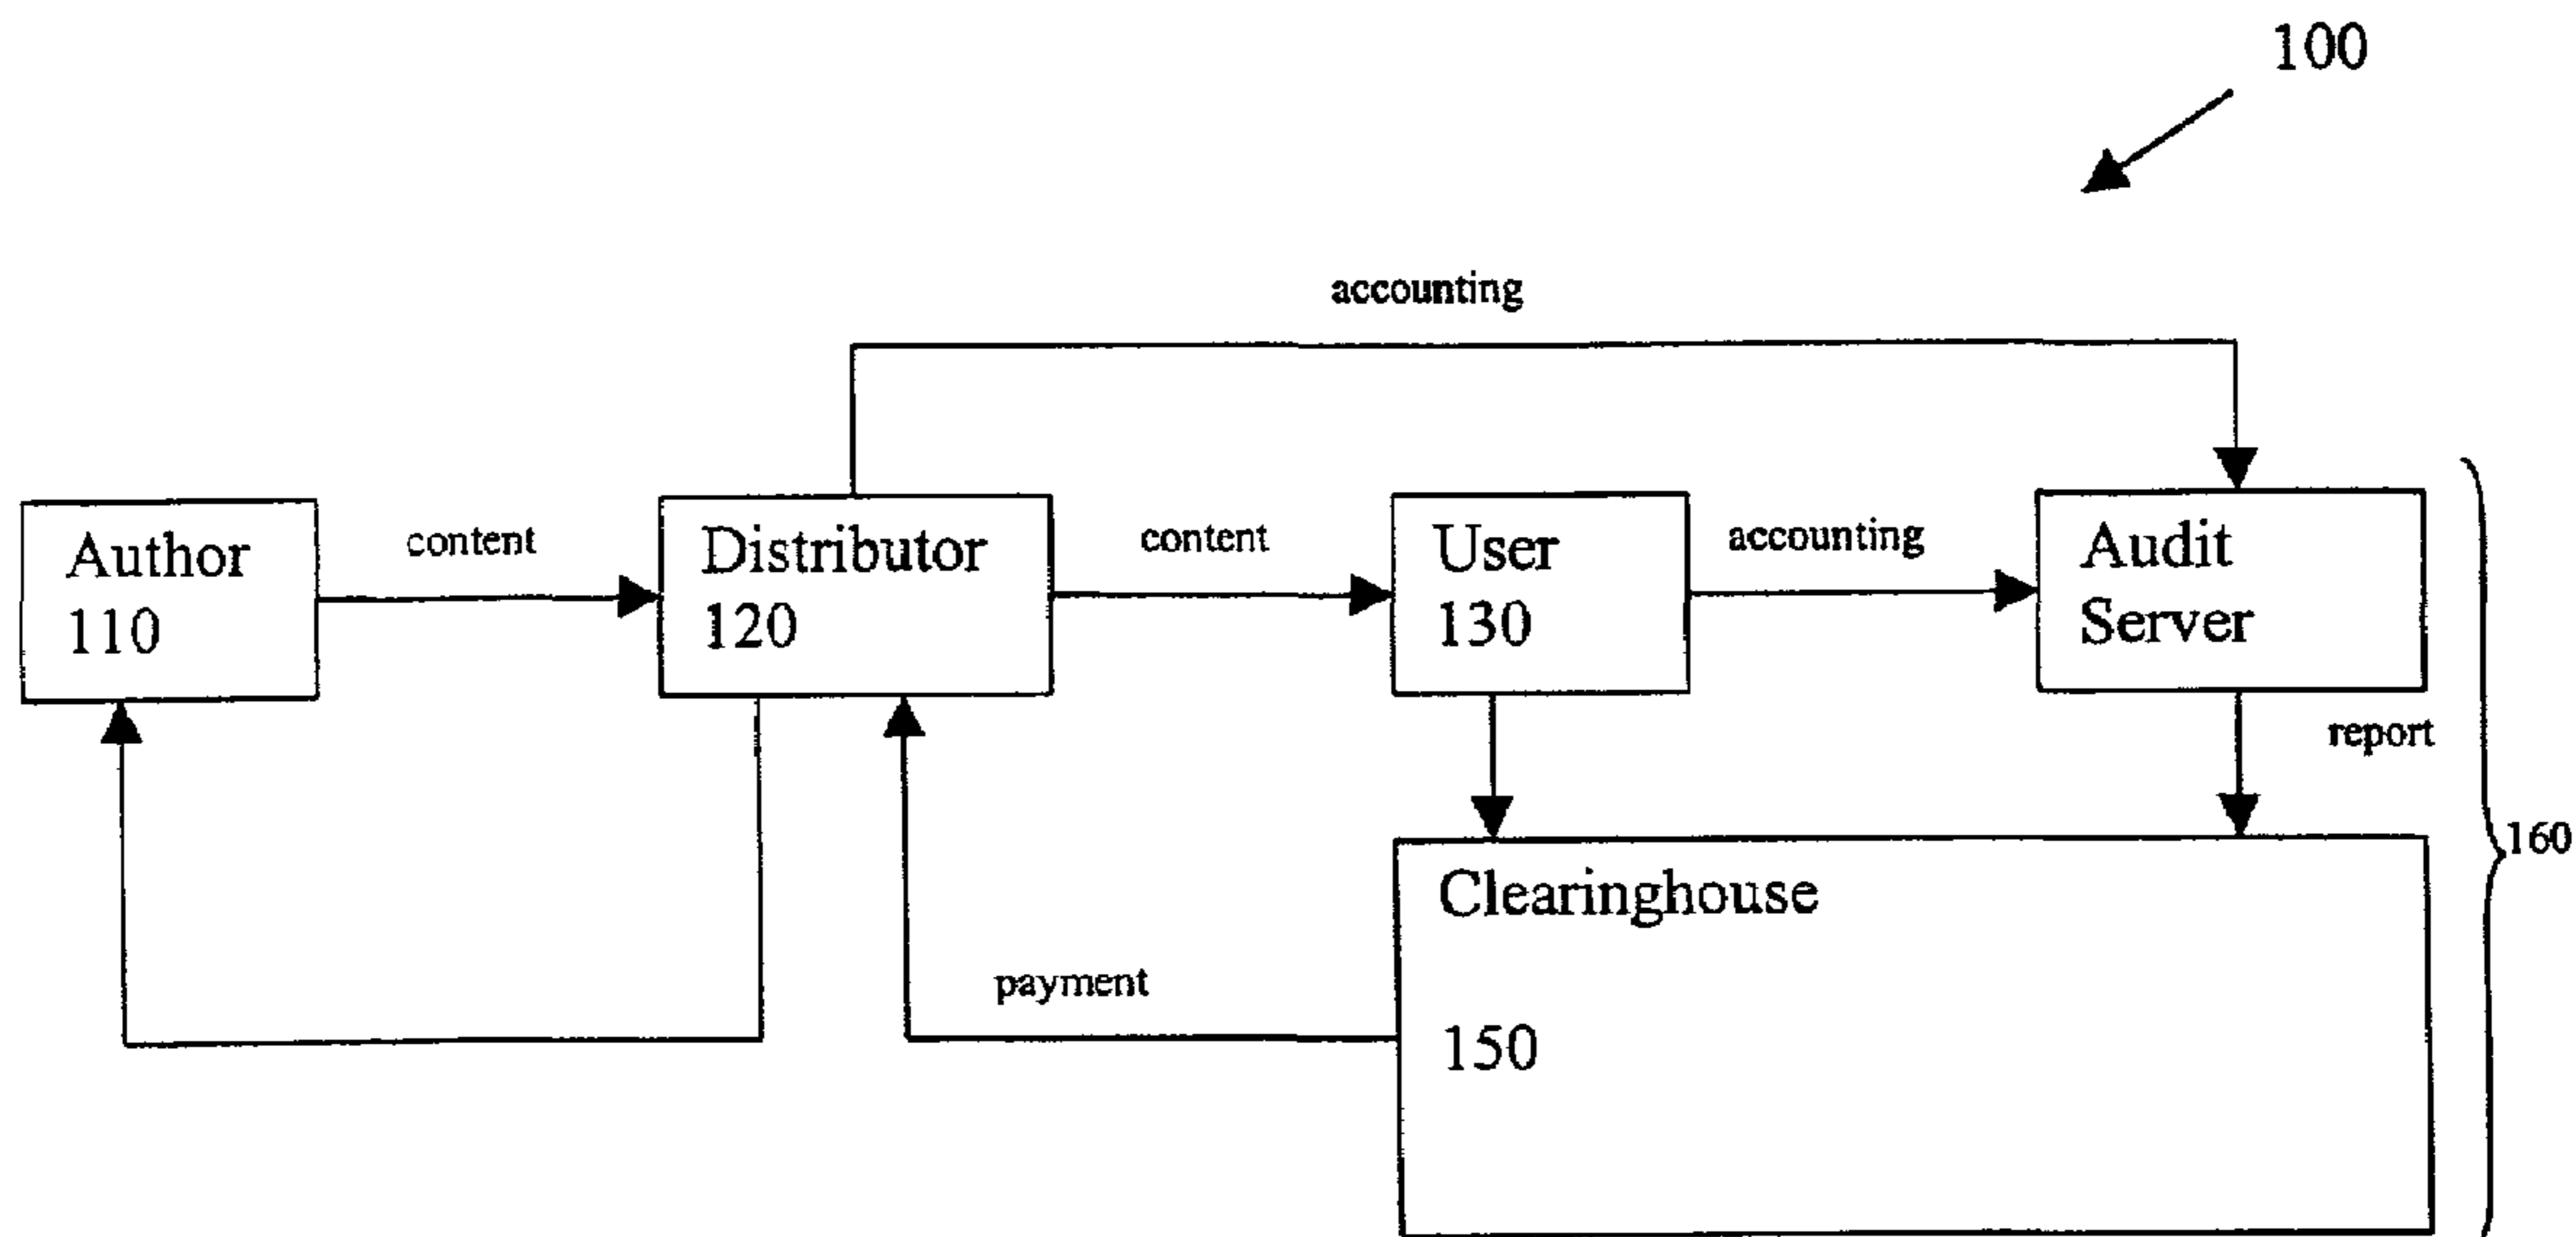 100
accounting
Author
110
content
Distributor
120
content
User
130
accounting
Audit
Server
report
160
Clearinghouse
150
payment